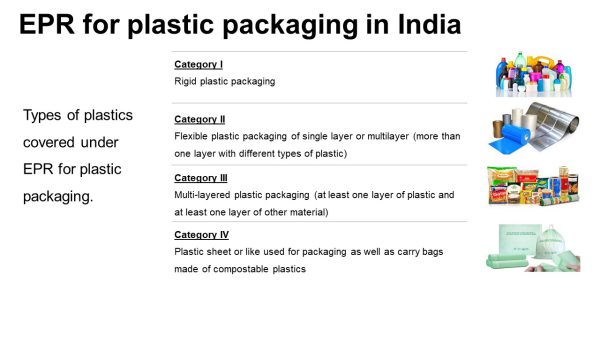 EPR for plastic packaging in India
Types of plastics
covered under
EPR for plastic
packaging.
Category I
Rigid plastic packaging
Category II
Flexible plastic packaging of single layer or multilayer (more than
one layer with different types of plastic)
Category III
Multi-layered plastic packaging (at least one layer of plastic and
at least one layer of other material)
Category IV
Plastic sheet or like used for packaging as well as carry bags
made of compostable plastics